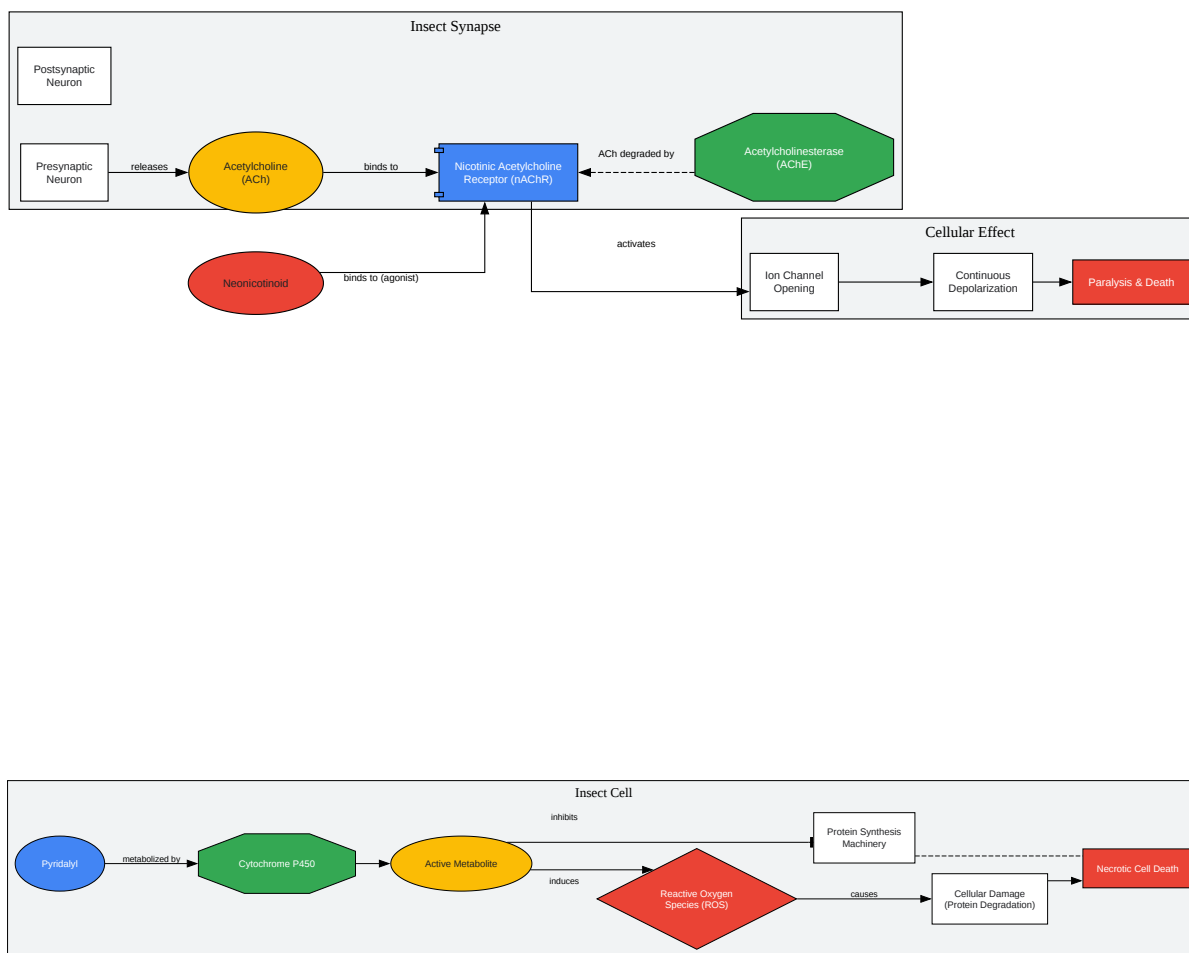 Insect Synapse
Postsynaptic
Neuron
Presynaptic
Neuron
releases
Acetylcholine
(ACh)
binds to
Nicotinic Acetylcholine
Receptor (nAChR)
ACh degraded by
Acetylcholinesterase
(AChE)
Neonicotinoid
binds to (agonist)
activates
Cellular Effect
Ion Channel
Opening
Continuous
Depolarization
Paralysis & Death
Insect Cell
Pyridalyl
metabolized by
Cytochrome P450
Active Metabolite
inhibits
induces
Protein Synthesis
Machinery
Reactive Oxygen
Species (ROS)
causes
Cellular Damage
(Protein Degradation)
Necrotic Cell Death